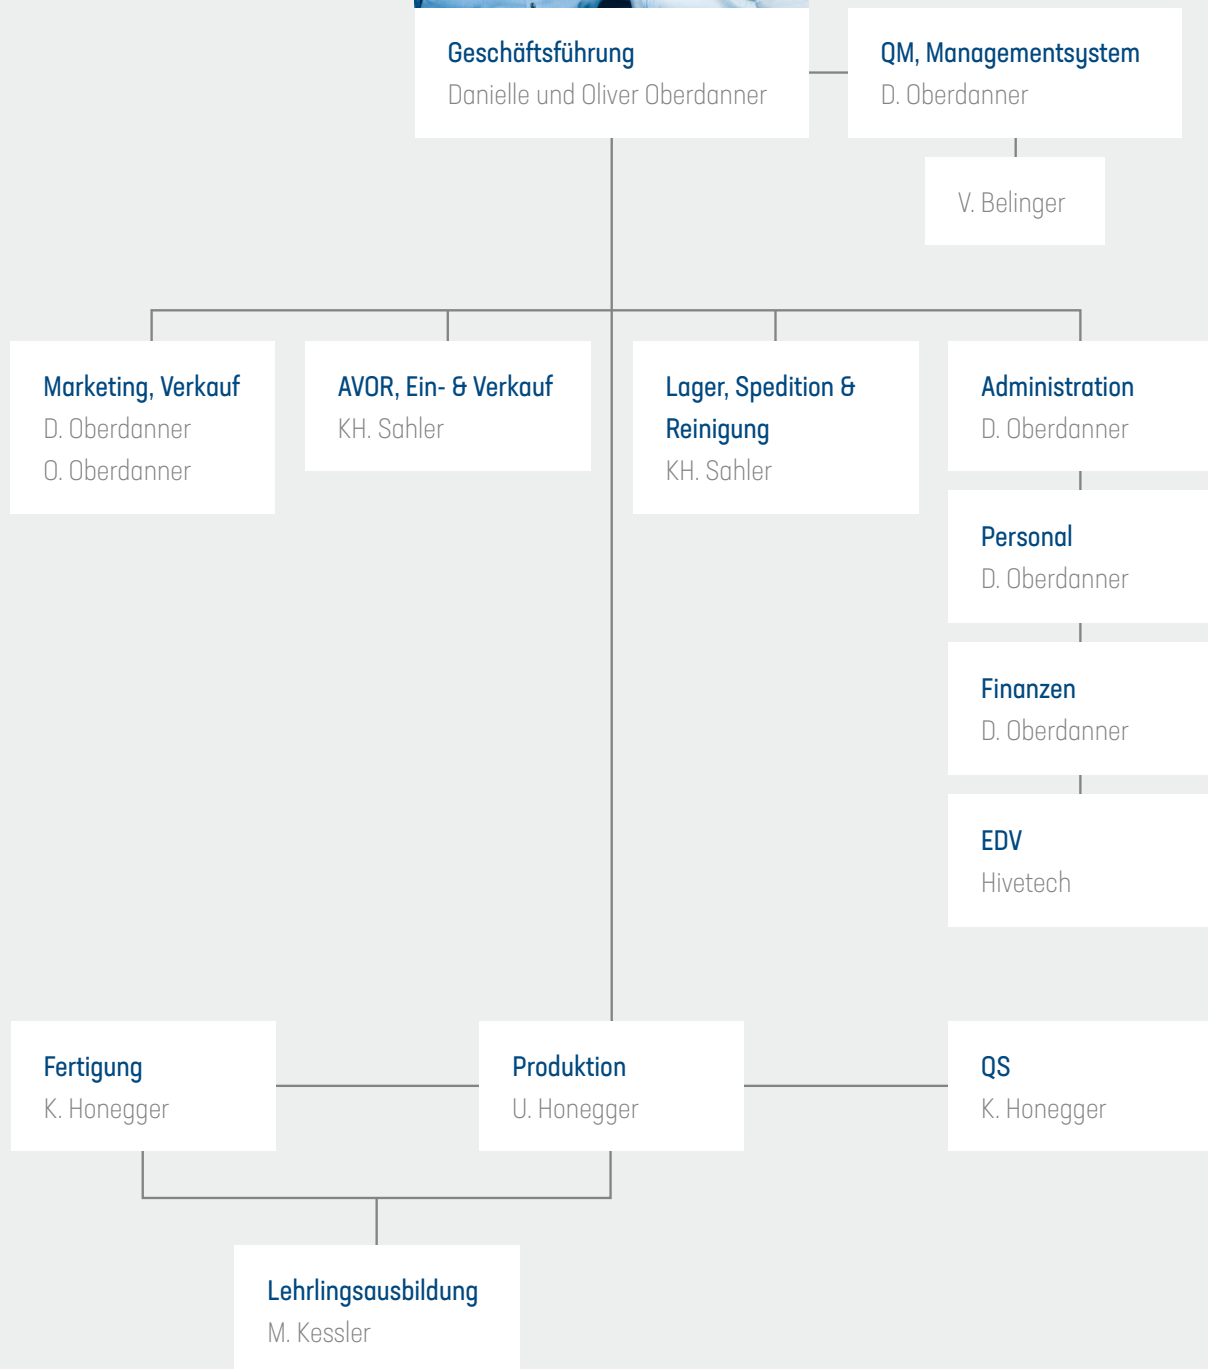 Geschäftsführung
Danielle und Oliver Oberdanner
QM, Managementsystem
D. Oberdanner
V. Belinger
Marketing, Verkauf
D. Oberdanner
O. Oberdanner
AVOR, Ein- & Verkauf
KH. Sahler
Lager, Spedition &
Reinigung
KH. Sahler
Administration
D. Oberdanner
Personal
D. Oberdanner
Finanzen
D. Oberdanner
EDV
Hivetech
Fertigung
K. Honegger
Produktion
U. Honegger
QS
K. Honegger
Lehrlingsausbildung
M. Kessler